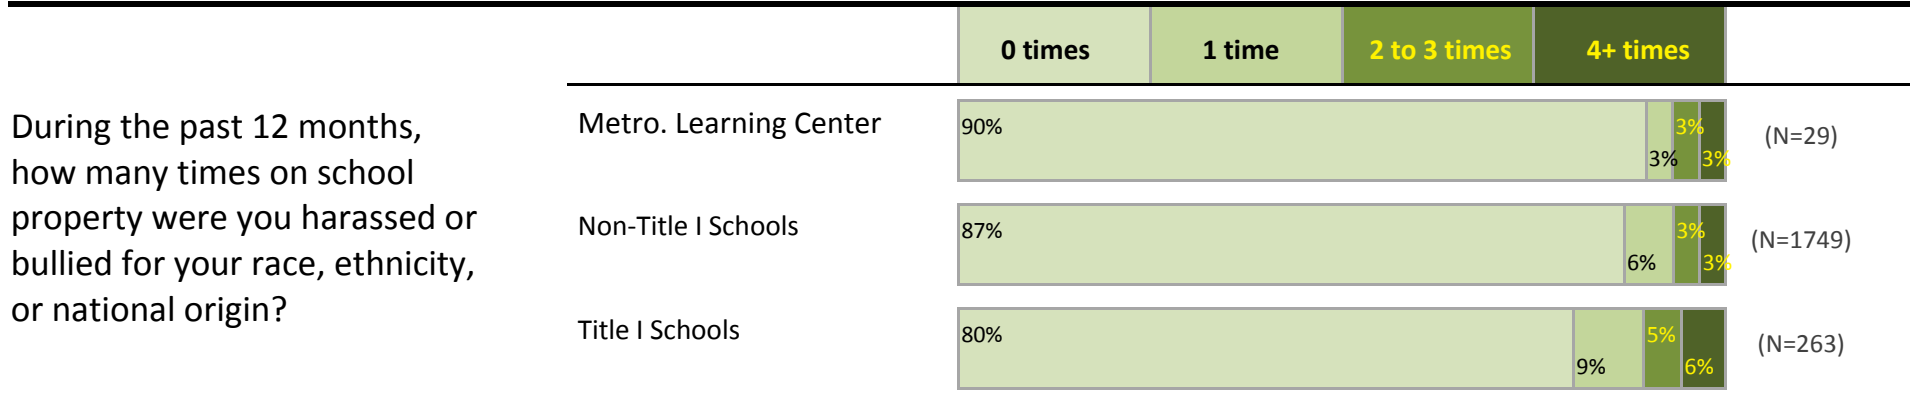 0 times 1 time 2 to 3 times 4+ times
During the past 12 months,
how many times on school
property were you harassed or
bullied for your race, ethnicity,
or national origin?
Metro. Learning Center 90% 3% 3% 3% (N=29)
Non-Title I Schools 87% 6% 3% 3% (N=1749)
Title I Schools 80% 9% 5% 6% (N=263)